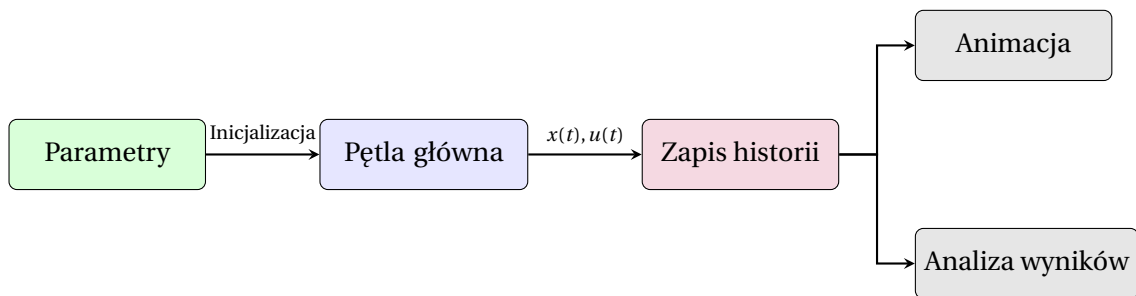 Animacja
Parametry
Inicjalizacja
Pętla główna
x(t), u(t)
Zapis historii
Analiza wyników